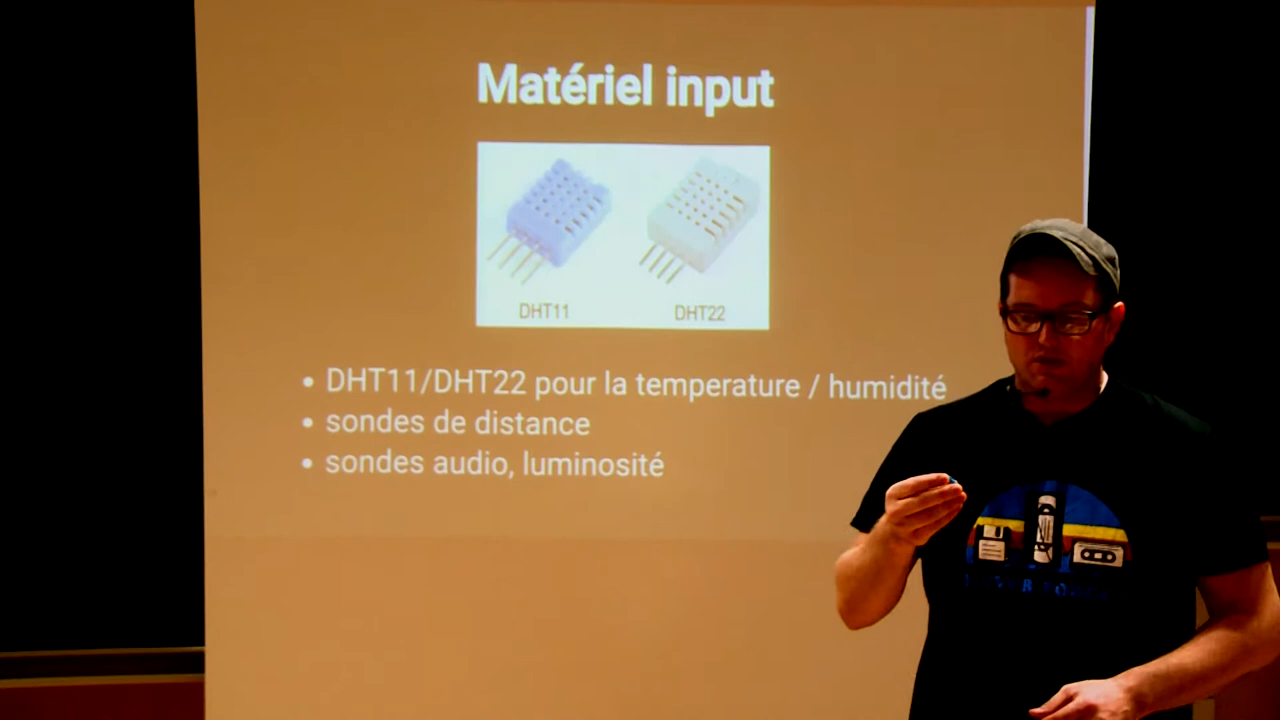 Matériel input
DHT11 DHT22
• DHT11/DHT22 pour la temperature / humidité
• sondes de distance
• sondes audio, luminosité